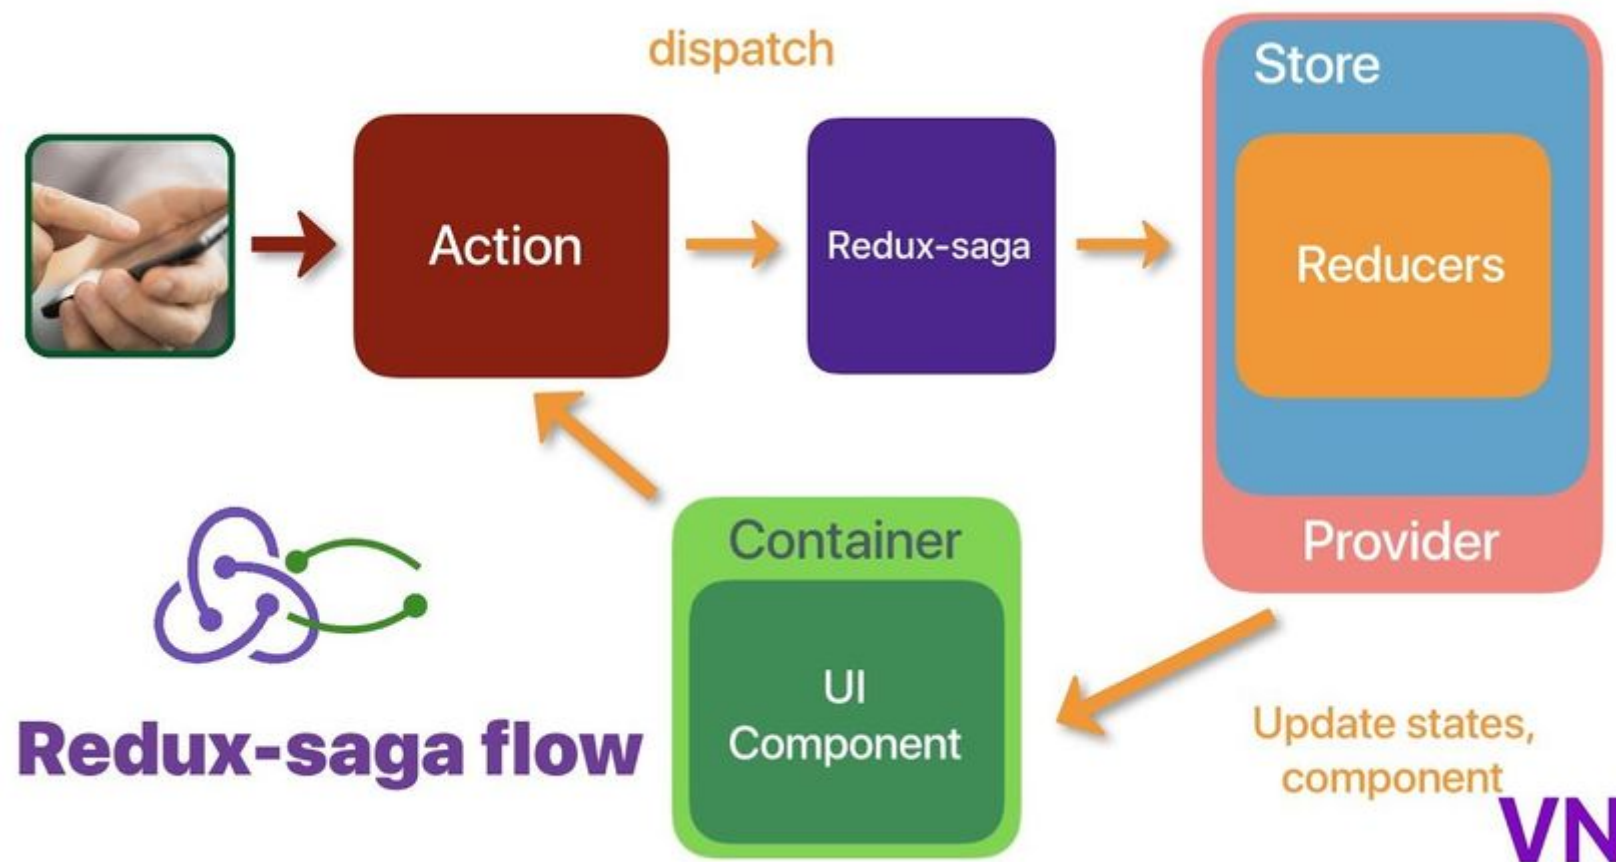 dispatch
Store
Action
Redux-saga
Reducers
Container
Provider
UI
Component
Redux-saga flow
Update states,
component
VN